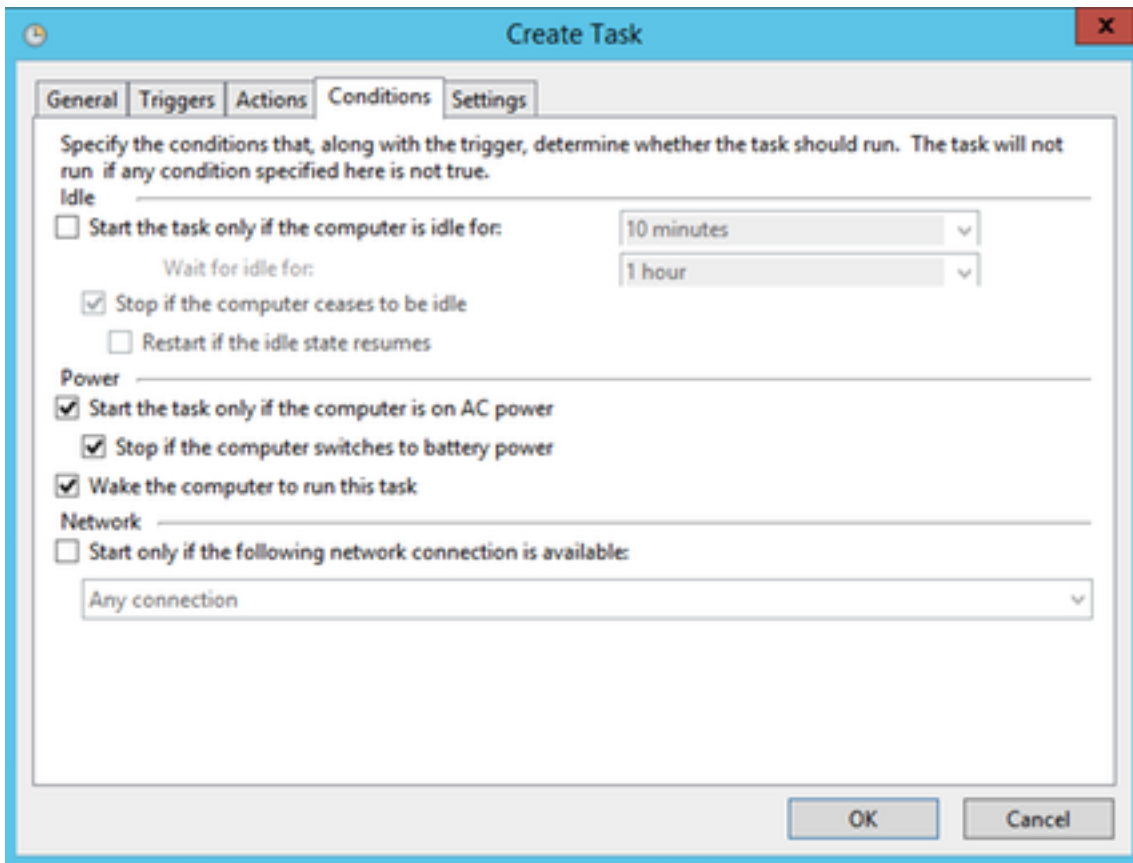 Create Task
x
General Triggers Actions Conditions Settings
Specify the conditions that, along with the trigger, determine whether the task should run.  The task will not
run  if any condition specified here is not true.
Idle
Start the task only if the computer is idle for: 10 minutes
Wait for idle for: 1 hour
Stop if the computer ceases to be idle
Restart if the idle state resumes
Power
Start the task only if the computer is on AC power
Stop if the computer switches to battery power
Wake the computer to run this task
Network
Start only if the following network connection is available:
Any connection
OK Cancel